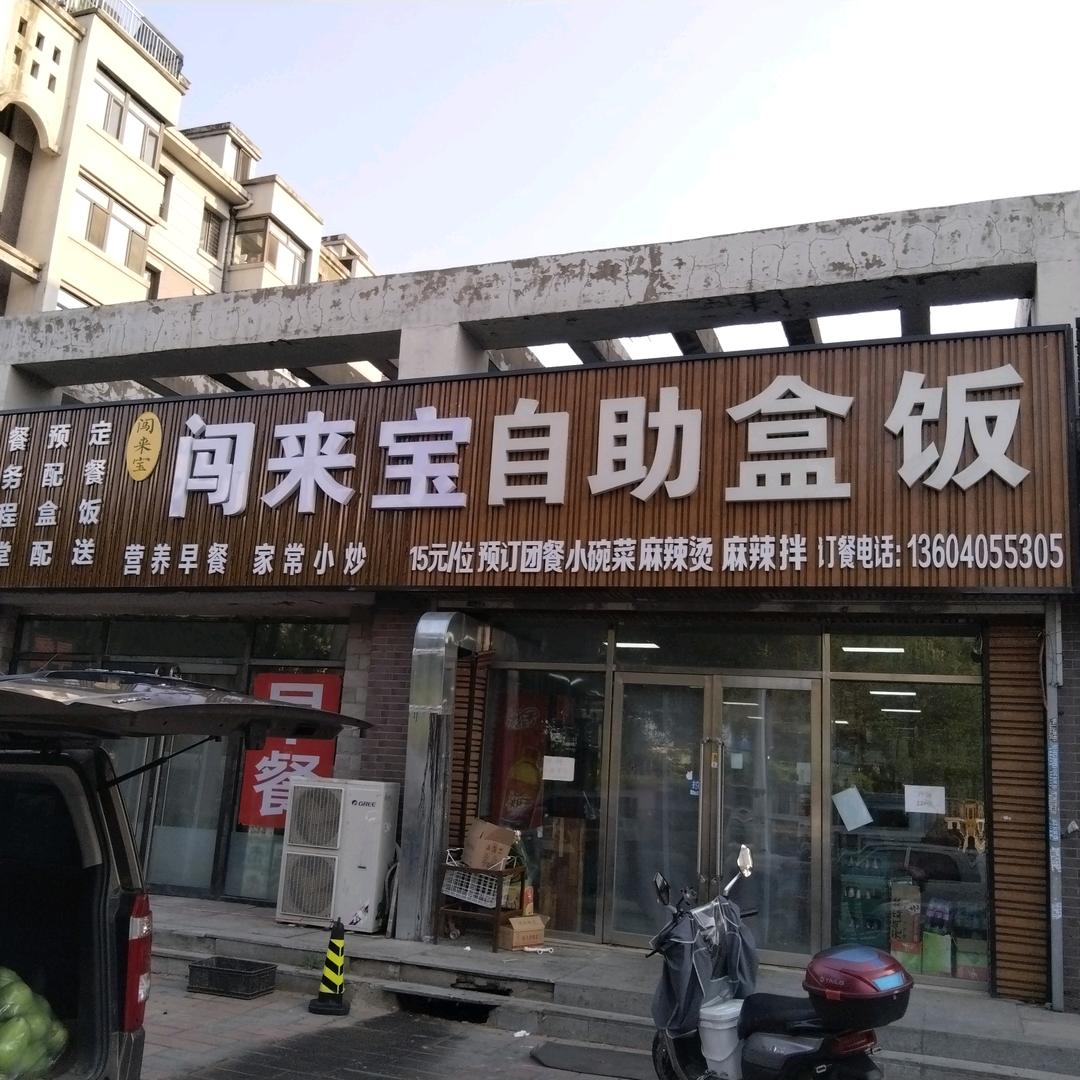 定餐饭送
预配盒配
餐务程堂
闯来宝
闯来宝自助盒饭
营养早餐 家常小炒 15元/位 预订团餐小碗菜麻辣烫 麻辣拌 订餐电话: 13604055305
早餐
GREE